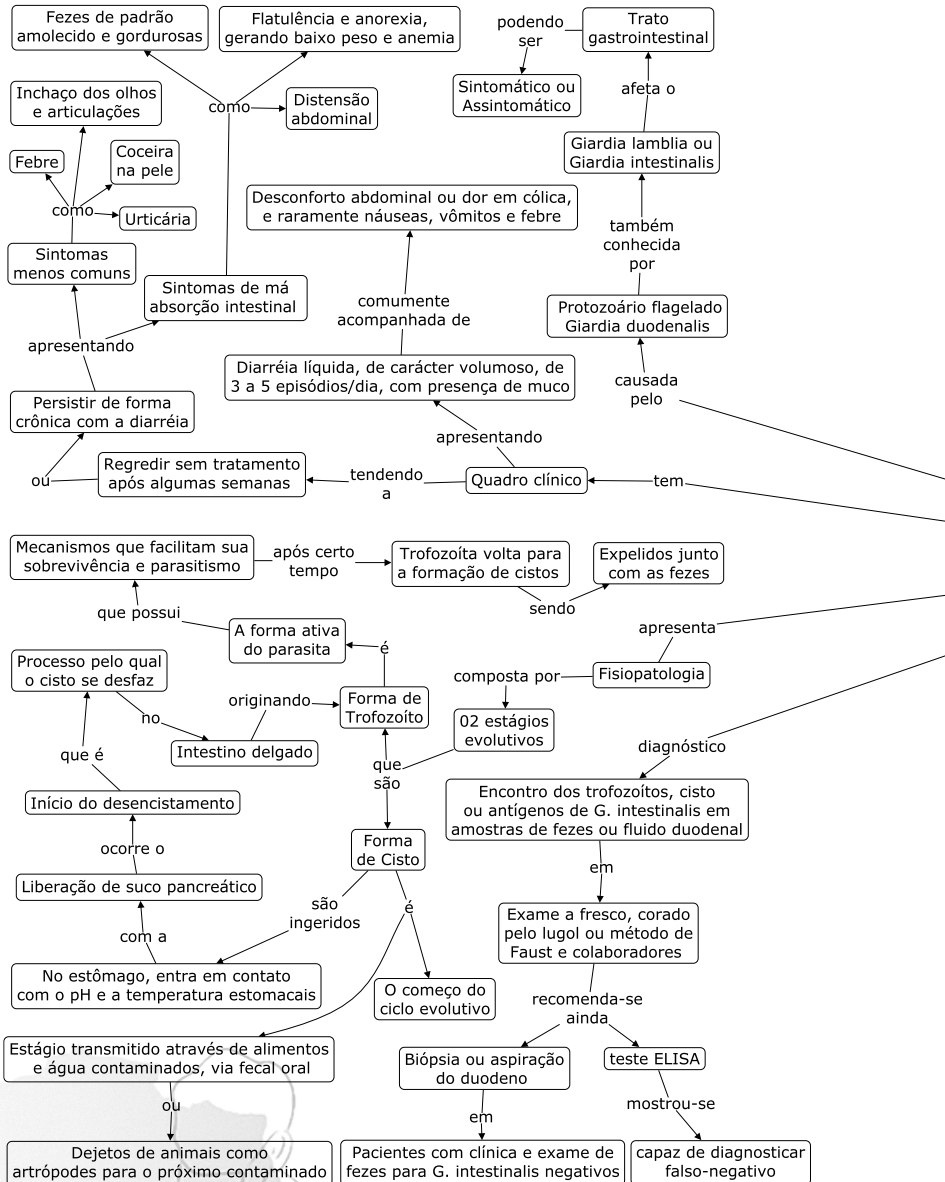 Fezes de padrão
amolecido e gordurosas
Flatulência e anorexia,
gerando baixo peso e anemia
podendo
ser
Trato
gastrointestinal
Sintomático ou
Assintomático
afeta o
Inchaço dos olhos
e articulações
como
Distensão
abdominal
Giardia lamblia ou
Giardia intestinalis
Febre
Coceira
na pele
como
Urticária
Desconforto abdominal ou dor em cólica,
e raramente náuseas, vômitos e febre
também
conhecida
por
Sintomas
menos comuns
Sintomas de má
absorção intestinal
comumente
acompanhada de
Protozoário flagelado
Giardia duodenalis
apresentando
Diarréia líquida, de carácter volumoso, de
3 a 5 episódios/dia, com presença de muco
causada
pelo
Persistir de forma
crônica com a diarréia
apresentando
ou
Regredir sem tratamento
após algumas semanas
tendendo
a
Quadro clínico
tem
Mecanismos que facilitam sua
sobrevivência e parasitismo
após certo
tempo
Trofozoíta volta para
a formação de cistos
Expelidos junto
com as fezes
sendo
que possui
A forma ativa
do parasita
é
apresenta
Processo pelo qual
o cisto se desfaz
composta por
Fisiopatologia
originando
Forma de
Trofozoíto
no
02 estágios
evolutivos
Intestino delgado
que é
que
são
diagnóstico
Início do desencistamento
Encontro dos trofozoítos, cisto
ou antígenos de G. intestinalis em
amostras de fezes ou fluido duodenal
ocorre o
Forma
de Cisto
em
Liberação de suco pancreático
são
ingeridos
é
Exame a fresco, corado
pelo lugol ou método de
Faust e colaboradores
com a
No estômago, entra em contato
com o pH e a temperatura estomacais
O começo do
ciclo evolutivo
recomenda-se
ainda
Estágio transmitido através de alimentos
e água contaminados, via fecal oral
Biópsia ou aspiração
do duodeno
teste ELISA
ou
em
mostrou-se
Dejetos de animais como
artrópodes para o próximo contaminado
Pacientes com clínica e exame de
fezes para G. intestinalis negativos
capaz de diagnosticar
falso-negativo